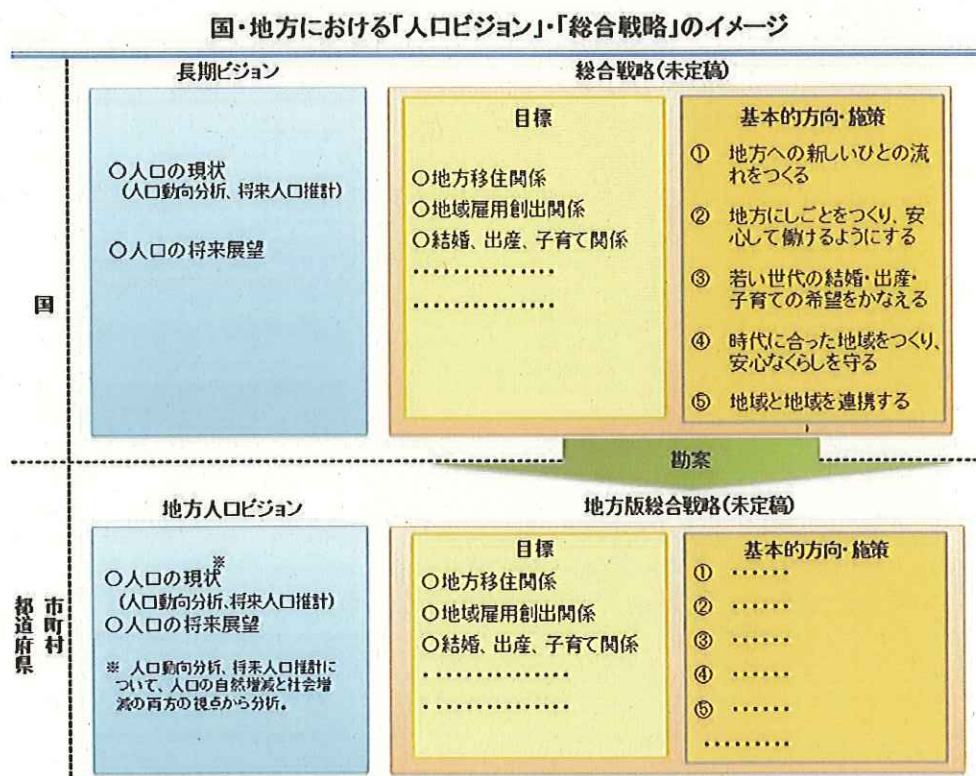 国・地方における「人口ビジョン」・「総合戦略」のイメージ
長期ビジョン
総合戦略(未定稿)
国
〇人口の現状
(人口動向分析、将来人口推計)
〇人口の将来展望
目標
〇地方移住関係
〇地域雇用創出関係
〇結婚、出産、子育て関係
・・・・・・・・・・・・・・・
・・・・・・・・・・・・・・・
基本的方向・施策
① 地方への新しいひとの流
れをつくる
② 地方にしごとをつくり、安
心して働けるようにする
③ 若い世代の結婚・出産・
子育ての希望をかなえる
④ 時代に合った地域をつくり、
安心なくらしを守る
⑤ 地域と地域を連携する
勘案
地方人口ビジョン
地方版総合戦略(未定稿)
市町村
都道府県
〇人口の現状※
(人口動向分析、将来人口推計)
〇人口の将来展望
※ 人口動向分析、将来人口推計に
ついて、人口の自然増減と社会増
減の両方の視点から分析。
目標
〇地方移住関係
〇地域雇用創出関係
〇結婚、出産、子育て関係
・・・・・・・・・・・・・・・
・・・・・・・・・・・・・・・
基本的方向・施策
① ・・・・・・
② ・・・・・・
③ ・・・・・・
④ ・・・・・・
⑤ ・・・・・・
・・・・・・・・・